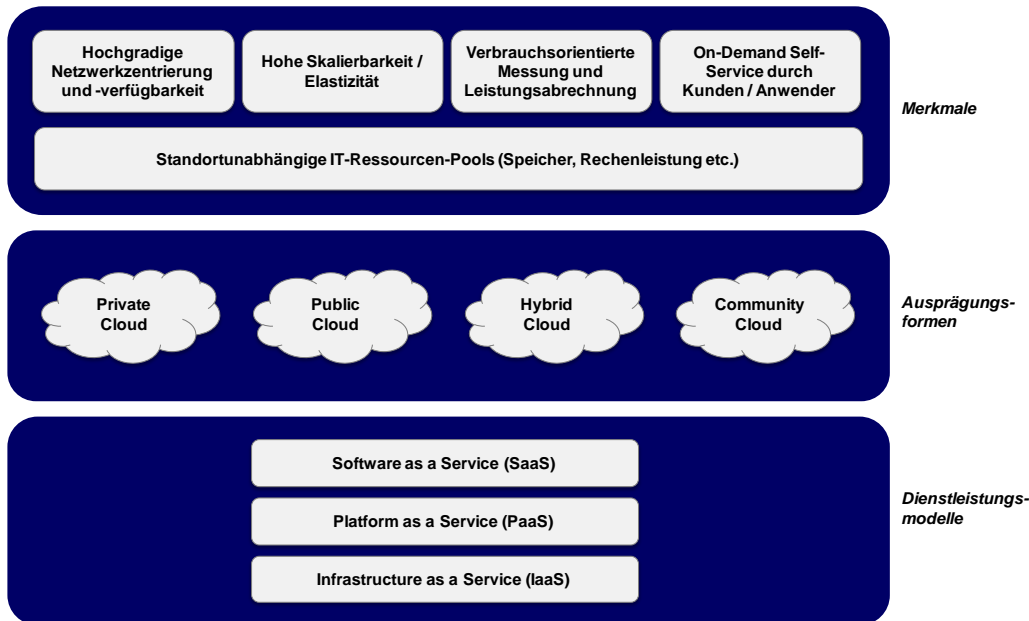 Hochgradige
Netzwerkzentrierung
und -verfügbarkeit
Hohe Skalierbarkeit /
Elastizität
Verbrauchsorientierte
Messung und
Leistungsabrechnung
On-Demand Self-
Service durch
Kunden / Anwender
Merkmale
Standortunabhängige IT-Ressourcen-Pools (Speicher, Rechenleistung etc.)
Private
Cloud
Public
Cloud
Hybrid
Cloud
Community
Cloud
Ausprägungs-
formen
Software as a Service (SaaS)
Platform as a Service (PaaS)
Infrastructure as a Service (IaaS)
Dienstleistungs-
modelle